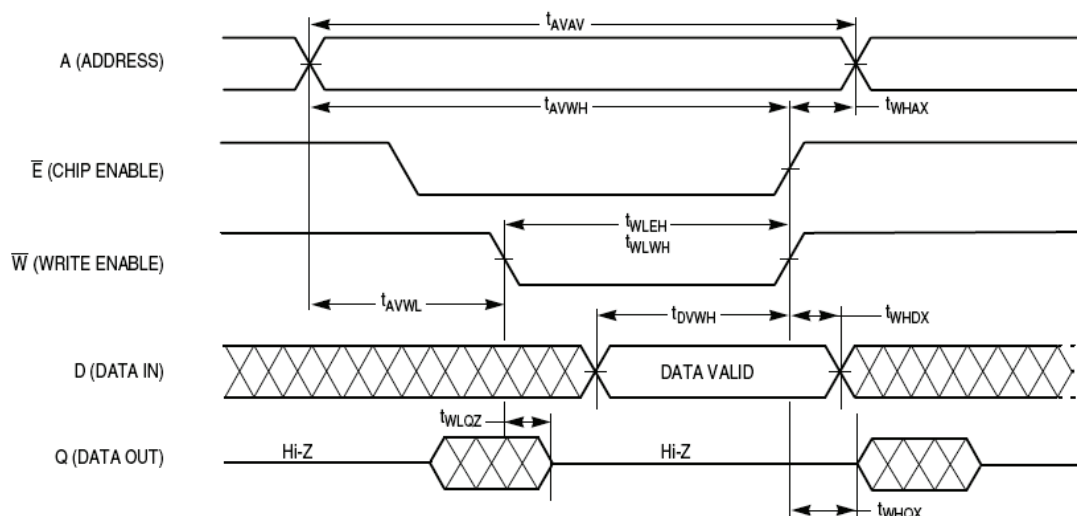 tAVAV
A (ADDRESS)
tAVWH
tWHAX
E̅ (CHIP ENABLE)
tWLEH
tWLWH
W̅ (WRITE ENABLE)
tAVWL
tDVWH
tWHDX
D (DATA IN)
DATA VALID
tWLQZ
Q (DATA OUT)
Hi-Z
Hi-Z
tWHQX